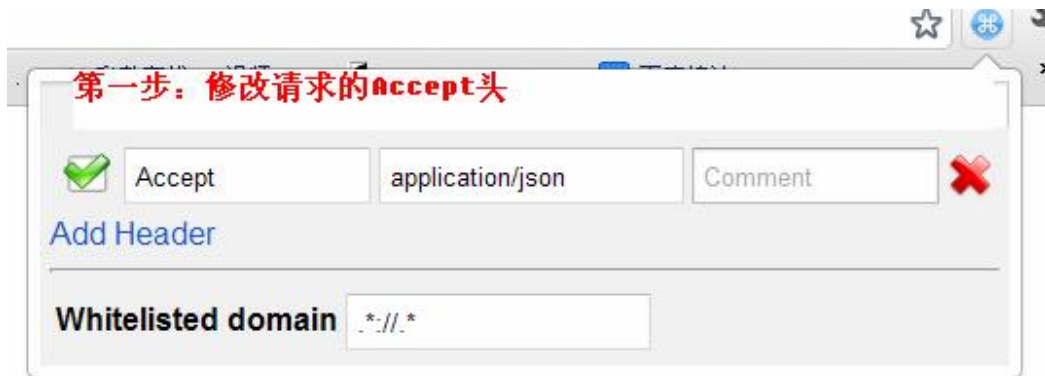 第一步：修改请求的Accept头
Accept application/json Comment
Add Header
Whitelisted domain .*://.*